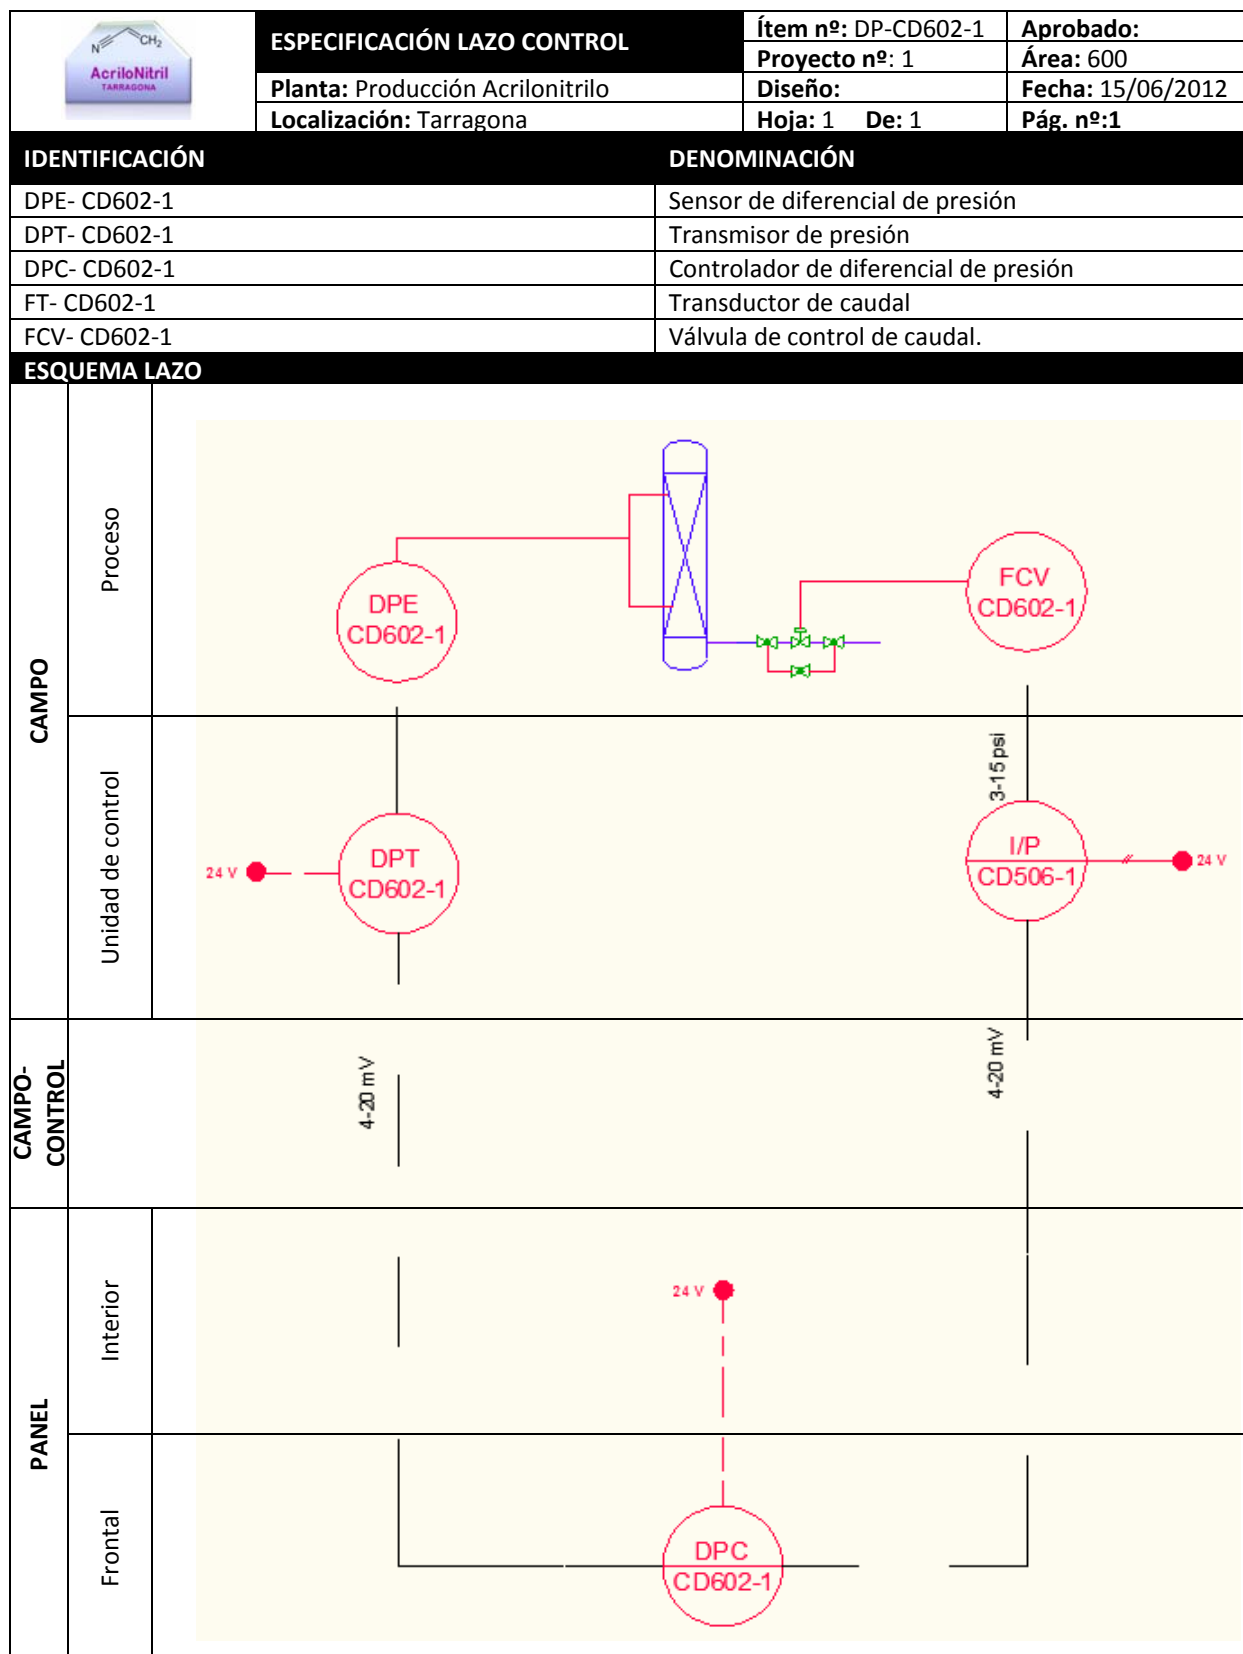 N CH2
AcriloNitril
TARRAGONA
ESPECIFICACIÓN LAZO CONTROL
Ítem nº: DP-CD602-1
Aprobado:
Proyecto nº: 1
Área: 600
Planta: Producción Acrilonitrilo
Diseño:
Fecha: 15/06/2012
Localización: Tarragona
Hoja: 1 De: 1
Pág. nº:1
IDENTIFICACIÓN
DENOMINACIÓN
DPE- CD602-1
Sensor de diferencial de presión
DPT- CD602-1
Transmisor de presión
DPC- CD602-1
Controlador de diferencial de presión
FT- CD602-1
Transductor de caudal
FCV- CD602-1
Válvula de control de caudal.
ESQUEMA LAZO
CAMPO
Proceso
DPE
CD602-1
FCV
CD602-1
Unidad de control
24 V
DPT
CD602-1
3-15 psi
I/P
CD506-1
24 V
CAMPO-
CONTROL
4-20 mV
4-20 mV
PANEL
Interior
24 V
Frontal
DPC
CD602-1